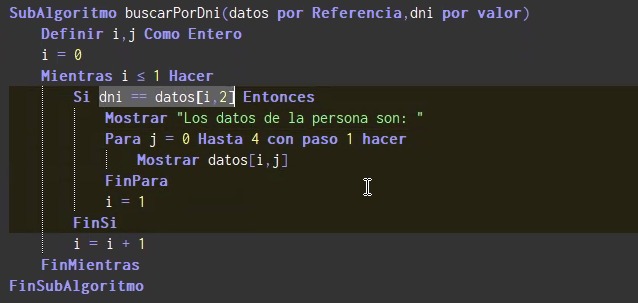 SubAlgoritmo buscarPorDni(datos por Referencia,dni por valor)
Definir i,j Como Entero
i = 0
Mientras i ≤ 1 Hacer
Si dni == datos[i,2] Entonces
Mostrar "Los datos de la persona son: "
Para j = 0 Hasta 4 con paso 1 hacer
Mostrar datos[i,j]
FinPara
i = 1
FinSi
i = i + 1
FinMientras
FinSubAlgoritmo